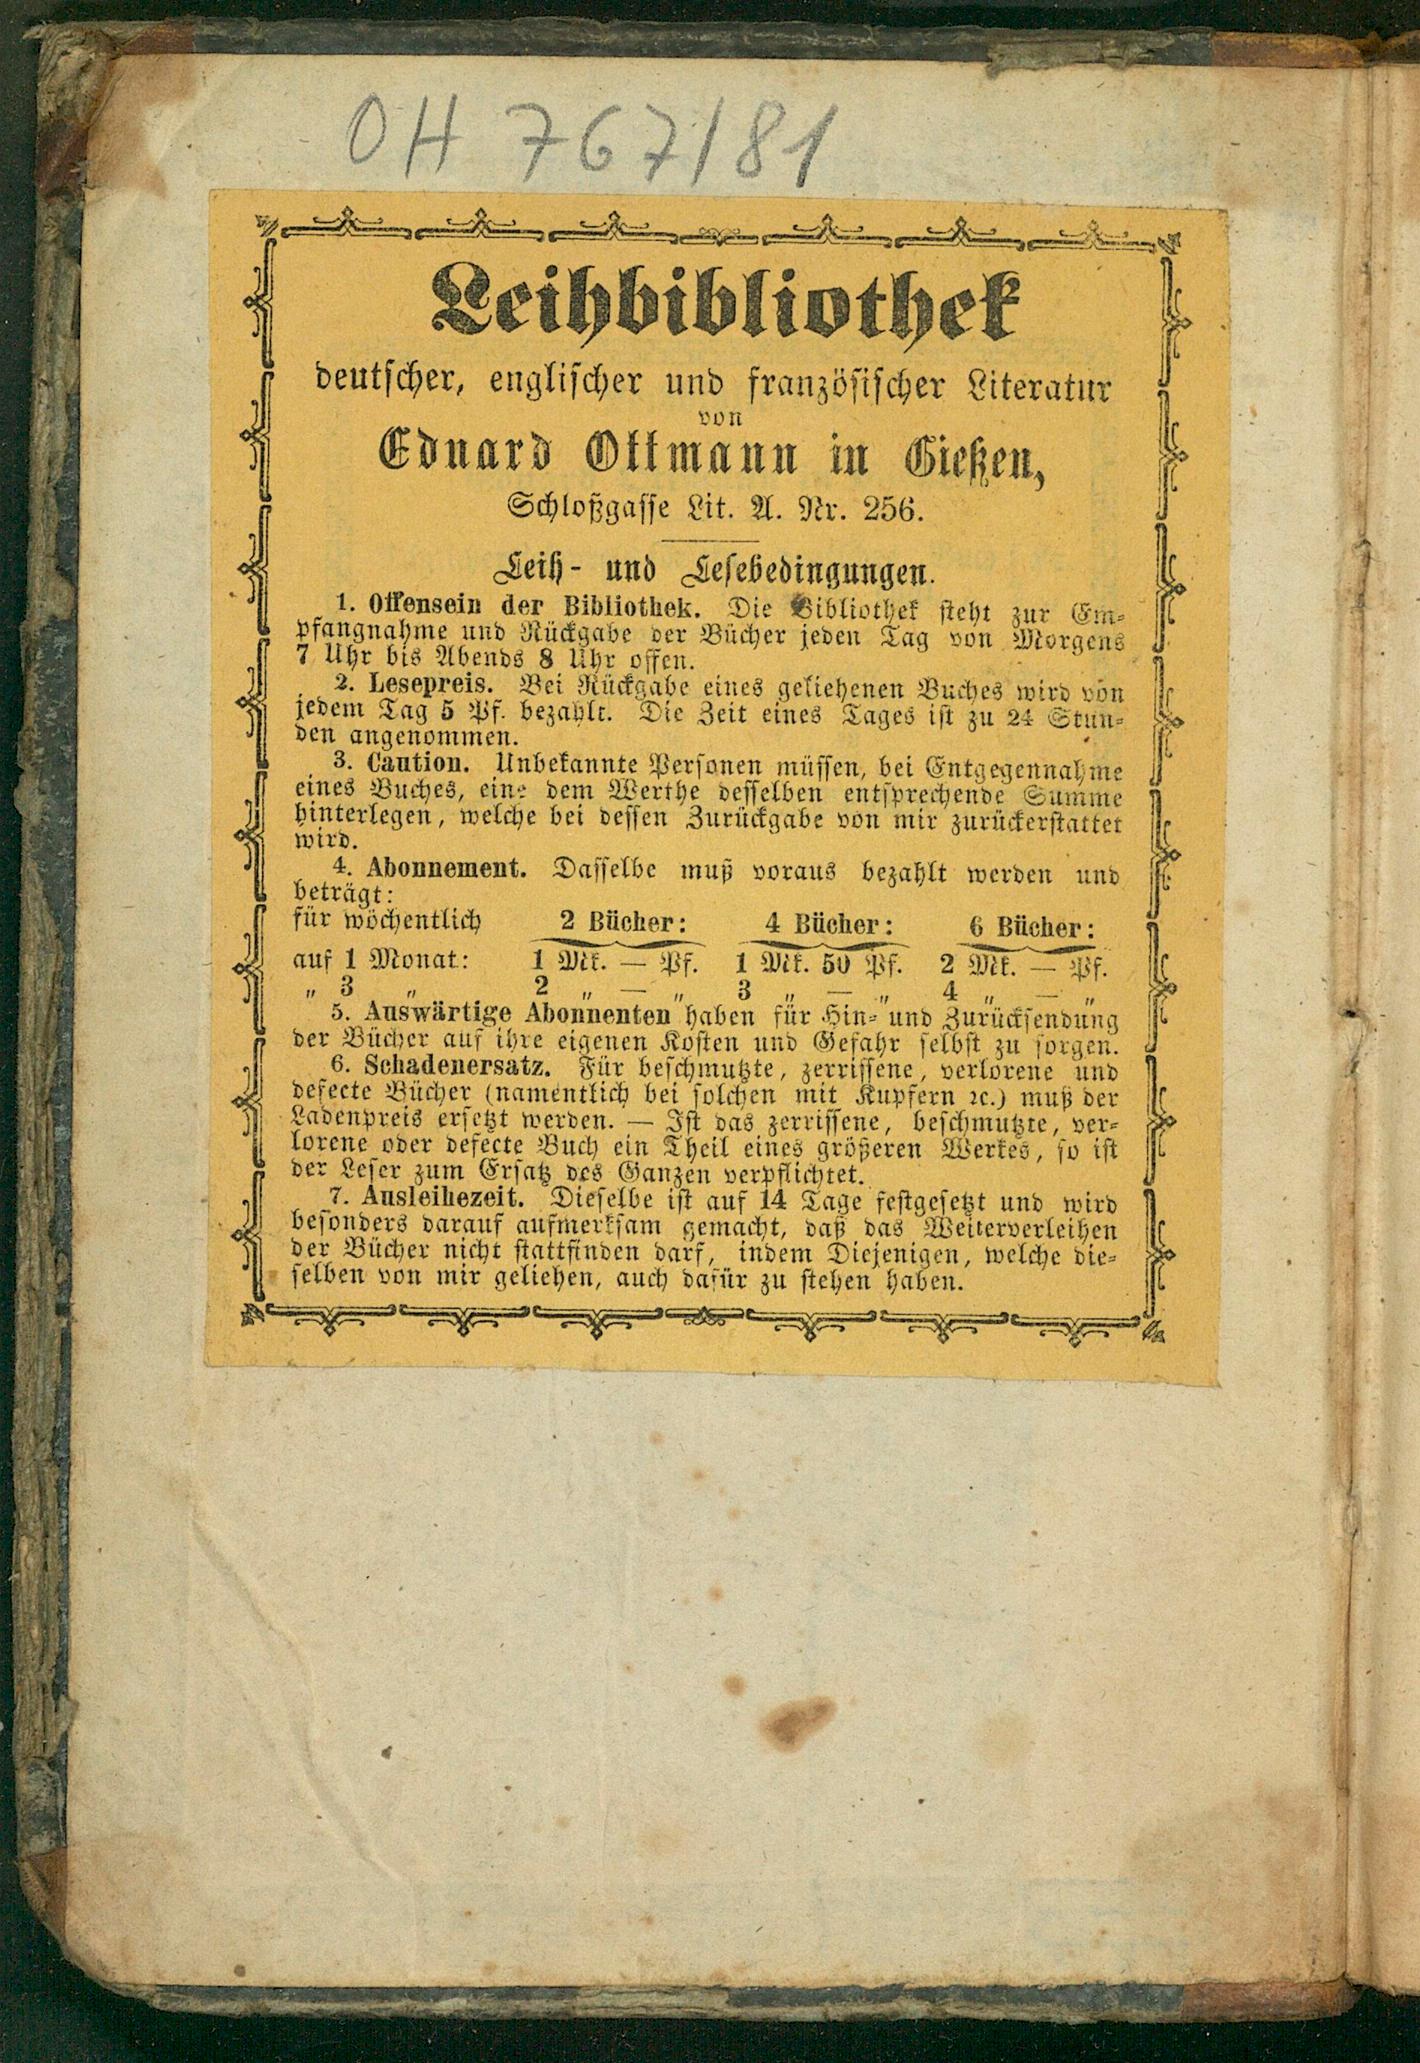 OH 767/81
Leihbibliothek
deutscher, englischer und französischer Literatur
von
Eduard Ottmann in Gießen,
Schloßgasse Lit. A. Nr. 256.
Leih- und Lesebedingungen.
1. Offensein der Bibliothek. Die Bibliothek steht zur Em-
pfangnahme und Rückgabe der Bücher jeden Tag von Morgens
7 Uhr bis Abends 8 Uhr offen.
2. Lesepreis. Bei Rückgabe eines geliehenen Buches wird von
jedem Tag 5 Pf. bezahlt. Die Zeit eines Tages ist zu 24 Stun-
den angenommen.
3. Caution. Unbekannte Personen müssen, bei Entgegennahme
eines Buches, eine dem Werthe desselben entsprechende Summe
hinterlegen, welche bei dessen Zurückgabe von mir zurückerstattet
wird.
4. Abonnement. Dasselbe muß voraus bezahlt werden und
beträgt:
für wöchentlich 2 Bücher: 4 Bücher: 6 Bücher:
auf 1 Monat: 1 Mk. — Pf. 1 Mk. 50 Pf. 2 Mk. — Pf.
„ 3 „ 2 „ — „ 3 „ — „ 4 „ — „
5. Auswärtige Abonnenten haben für Hin- und Zurücksendung
der Bücher auf ihre eigenen Kosten und Gefahr selbst zu sorgen.
6. Schadenersatz. Für beschmutzte, zerrissene, verlorene und
defecte Bücher (namentlich bei solchen mit Kupfern ꝛc.) muß der
Ladenpreis ersetzt werden. — Ist das zerrissene, beschmutzte, ver-
lorene oder defecte Buch ein Theil eines größeren Werkes, so ist
der Leser zum Ersatz des Ganzen verpflichtet.
7. Ausleihezeit. Dieselbe ist auf 14 Tage festgesetzt und wird
besonders darauf aufmerksam gemacht, daß das Weiterverleihen
der Bücher nicht stattfinden darf, indem Diejenigen, welche die-
selben von mir geliehen, auch dafür zu stehen haben.